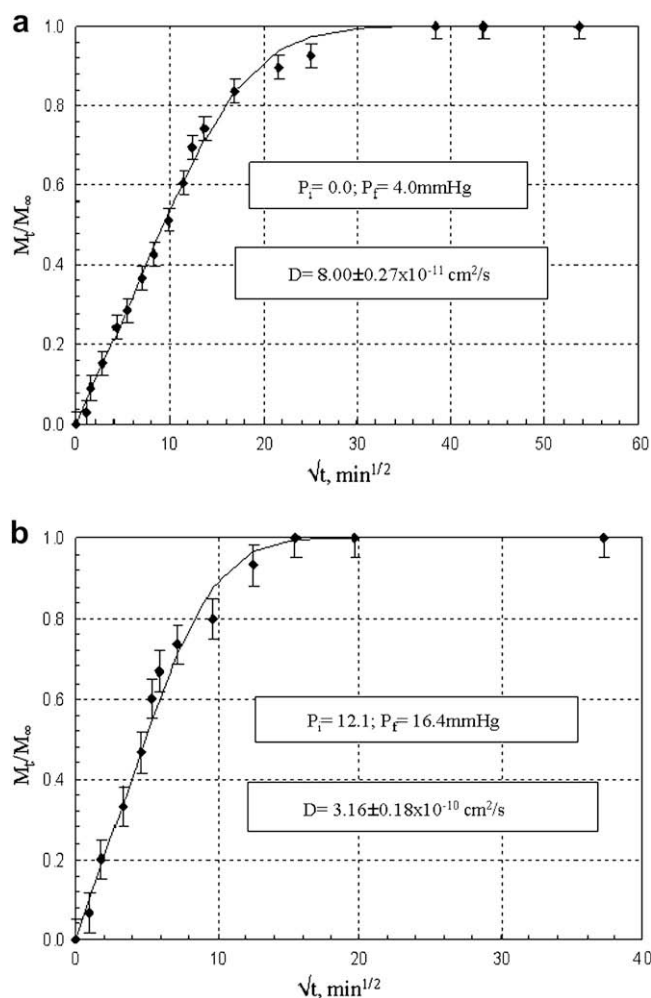 a
1.0
0.8
0.6
0.4
0.2
0.0
Mt/M∞
Pi= 0.0; Pf= 4.0mmHg
D= 8.00±0.27x10⁻¹¹ cm²/s
0 10 20 30 40 50 60
√t, min¹/²
b
1.0
0.8
0.6
0.4
0.2
0.0
Mt/M∞
Pi= 12.1; Pf= 16.4mmHg
D= 3.16±0.18x10⁻¹⁰ cm²/s
0 10 20 30 40
√t, min¹/²